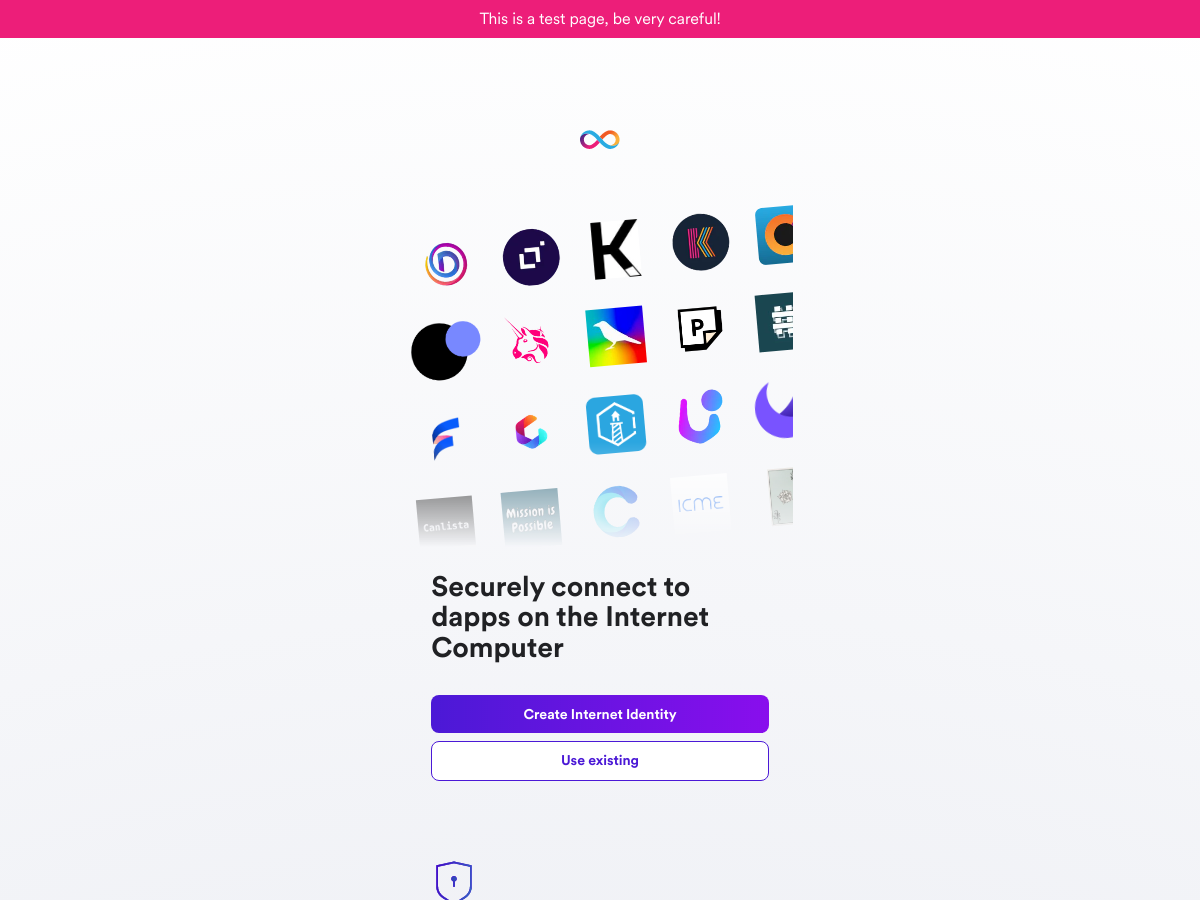 This is a test page, be very careful!
K
P
Canlista
Mission is
Possible
ICME
Securely connect to
dapps on the Internet
Computer
Create Internet Identity
Use existing